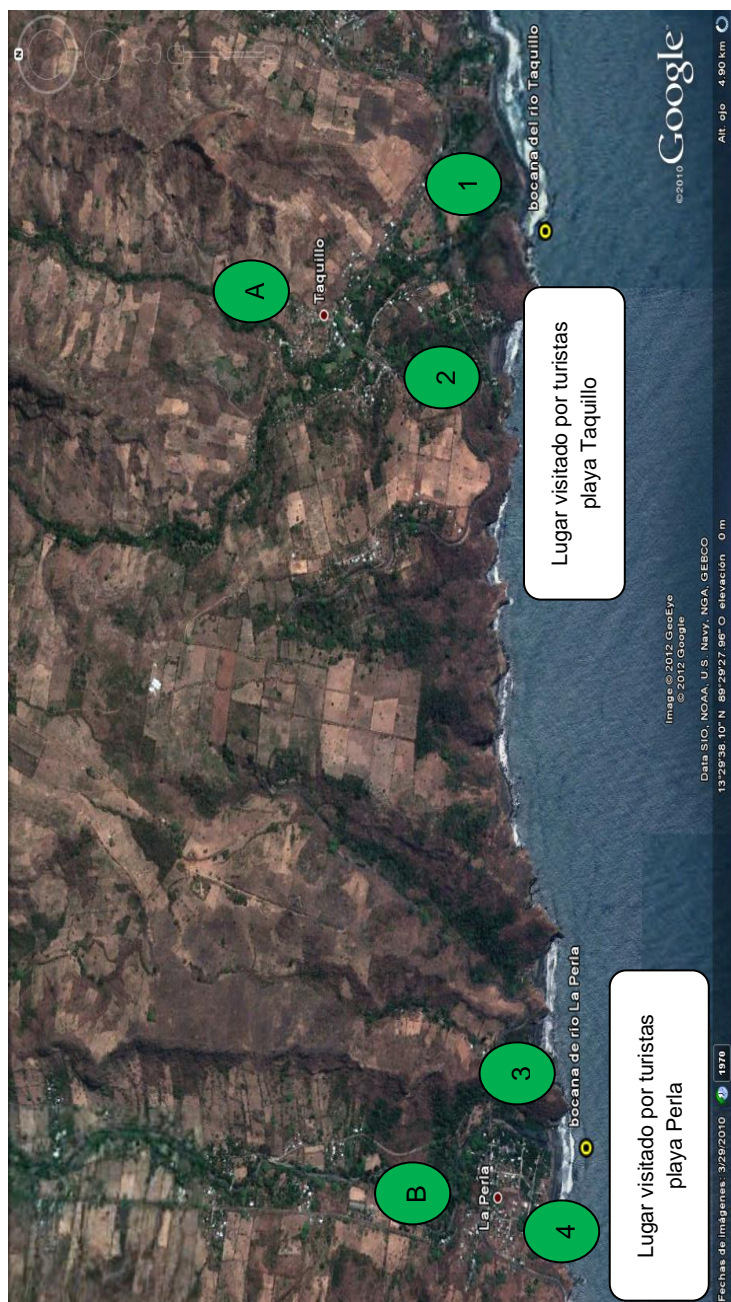 N
A
Taquillo
B
2
1
La Perla
3
bocana del río Taquillo
4
Lugar visitado por turistas
playa Taquillo
bocana de río La Perla
Lugar visitado por turistas
playa Perla
Image © 2012 GeoEye
© 2012 Google
©2010 Google
Data SIO, NOAA, U.S. Navy, NGA, GEBCO
Fechas de imágenes: 3/29/2010 1970 13°29'38.10" N 89°29'27.96" O elevación 0 m Alt. ojo 4.90 km